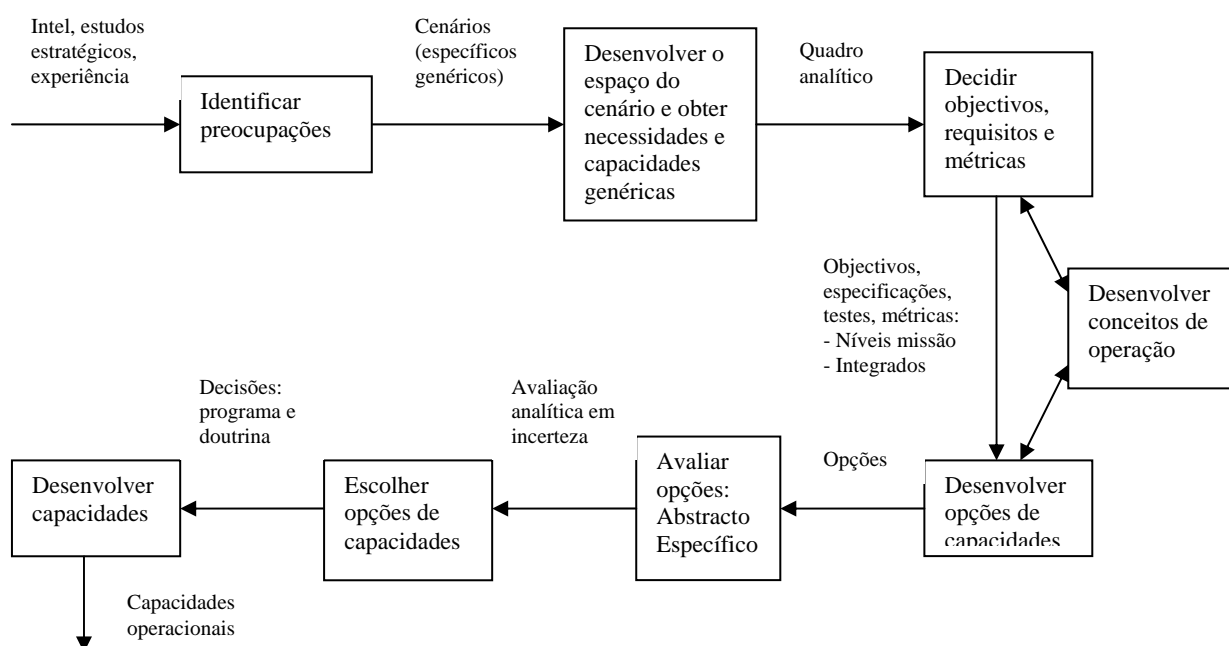 Intel, estudos
estratégicos,
experiência
Identificar
preocupações
Cenários
(específicos
genéricos)
Desenvolver o
espaço do
cenário e obter
necessidades e
capacidades
genéricas
Quadro
analítico
Decidir
objectivos,
requisitos e
métricas
Objectivos,
especificações,
testes, métricas:
- Níveis missão
- Integrados
Desenvolver
conceitos de
operação
Desenvolver
opções de
capacidades
Opções
Avaliar
opções:
Abstracto
Específico
Avaliação
analítica em
incerteza
Escolher
opções de
capacidades
Decisões:
programa e
doutrina
Desenvolver
capacidades
Capacidades
operacionais